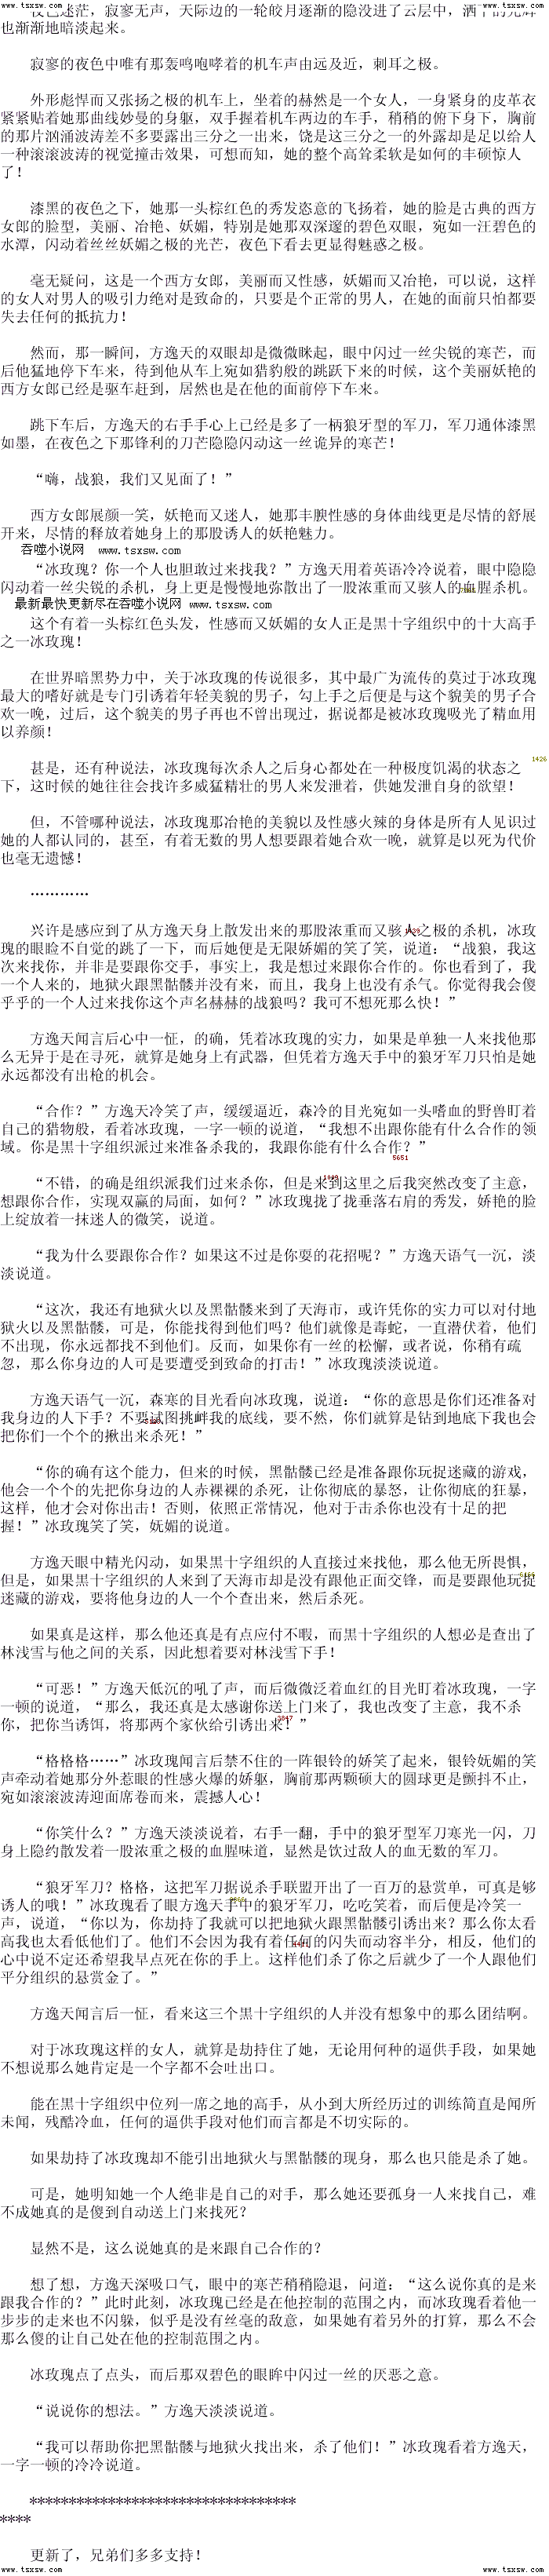 www.tsxsw.com www.tsxsw.com
夜色迷茫，寂寥无声，天际边的一轮皎月逐渐的隐没进了云层中，洒下的光辉
也渐渐地暗淡起来。
寂寥的夜色中唯有那轰鸣咆哮着的机车声由远及近，刺耳之极。
外形彪悍而又张扬之极的机车上，坐着的赫然是一个女人，一身紧身的皮革衣
紧紧贴着她那曲线妙曼的身躯，双手握着机车两边的车手，稍稍的俯下身下，胸前
的那片汹涌波涛差不多要露出三分之一出来，饶是这三分之一的外露却是足以给人
一种滚滚波涛的视觉撞击效果，可想而知，她的整个高耸柔软是如何的丰硕惊人
了！
漆黑的夜色之下，她那一头棕红色的秀发恣意的飞扬着，她的脸是古典的西方
女郎的脸型，美丽、冶艳、妖媚，特别是她那双深邃的碧色双眼，宛如一汪碧色的
水潭，闪动着丝丝妖媚之极的光芒，夜色下看去更显得魅惑之极。
毫无疑问，这是一个西方女郎，美丽而又性感，妖媚而又冶艳，可以说，这样
的女人对男人的吸引力绝对是致命的，只要是个正常的男人，在她的面前只怕都要
失去任何的抵抗力！
然而，那一瞬间，方逸天的双眼却是微微眯起，眼中闪过一丝尖锐的寒芒，而
后他猛地停下车来，待到他从车上宛如猎豹般的跳跃下来的时候，这个美丽妖艳的
西方女郎已经是驱车赶到，居然也是在他的面前停下车来。
跳下车后，方逸天的右手手心上已经是多了一柄狼牙型的军刀，军刀通体漆黑
如墨，在夜色之下那锋利的刀芒隐隐闪动这一丝诡异的寒芒！
“嗨，战狼，我们又见面了！”
西方女郎展颜一笑，妖艳而又迷人，她那丰腴性感的身体曲线更是尽情的舒展
开来，尽情的释放着她身上的那股诱人的妖艳魅力。
吞噬小说网 www.tsxsw.com
“冰玫瑰？你一个人也胆敢过来找我？”方逸天用着英语冷冷说着，眼中隐隐
闪动着一丝尖锐的杀机，身上更是慢慢地弥散出了一股浓重而又骇人的血腥杀机。
最新最快更新尽在吞噬小说网 www.tsxsw.com
这个有着一头棕红色头发，性感而又妖媚的女人正是黑十字组织中的十大高手
之一冰玫瑰！
在世界暗黑势力中，关于冰玫瑰的传说很多，其中最广为流传的莫过于冰玫瑰
最大的嗜好就是专门引诱着年轻美貌的男子，勾上手之后便是与这个貌美的男子合
欢一晚，过后，这个貌美的男子再也不曾出现过，据说都是被冰玫瑰吸光了精血用
以养颜！
1426
甚是，还有种说法，冰玫瑰每次杀人之后身心都处在一种极度饥渴的状态之
下，这时候的她往往会找许多威猛精壮的男人来发泄着，供她发泄自身的欲望！
但，不管哪种说法，冰玫瑰那冶艳的美貌以及性感火辣的身体是所有人见识过
她的人都认同的，甚至，有着无数的男人想要跟着她合欢一晚，就算是以死为代价
也毫无遗憾！
…………
兴许是感应到了从方逸天身上散发出来的那股浓重而又骇人之极的杀机，冰玫
瑰的眼睑不自觉的跳了一下，而后她便是无限娇媚的笑了笑，说道：“战狼，我这
次来找你，并非是要跟你交手，事实上，我是想过来跟你合作的。你也看到了，我
一个人来的，地狱火跟黑骷髅并没有来，而且，我身上也没有杀气。你觉得我会傻
乎乎的一个人过来找你这个声名赫赫的战狼吗？我可不想死那么快！”
方逸天闻言后心中一怔，的确，凭着冰玫瑰的实力，如果是单独一人来找他那
么无异于是在寻死，就算是她身上有武器，但凭着方逸天手中的狼牙军刀只怕是她
永远都没有出枪的机会。
“合作？”方逸天冷笑了声，缓缓逼近，森冷的目光宛如一头嗜血的野兽盯着
自己的猎物般，看着冰玫瑰，一字一顿的说道，“我想不出跟你能有什么合作的领
域。你是黑十字组织派过来准备杀我的，我跟你能有什么合作？”
5651
“不错，的确是组织派我们过来杀你，但是来到这里之后我突然改变了主意，
想跟你合作，实现双赢的局面，如何？”冰玫瑰拢了拢垂落右肩的秀发，娇艳的脸
上绽放着一抹迷人的微笑，说道。
“我为什么要跟你合作？如果这不过是你耍的花招呢？”方逸天语气一沉，淡
淡说道。
“这次，我还有地狱火以及黑骷髅来到了天海市，或许凭你的实力可以对付地
狱火以及黑骷髅，可是，你能找得到他们吗？他们就像是毒蛇，一直潜伏着，他们
不出现，你永远都找不到他们。反而，如果你有一丝的松懈，或者说，你稍有疏
忽，那么你身边的人可是要遭受到致命的打击！”冰玫瑰淡淡说道。
方逸天语气一沉，森寒的目光看向冰玫瑰，说道：“你的意思是你们还准备对
我身边的人下手？不要试图挑衅我的底线，要不然，你们就算是钻到地底下我也会
把你们一个个的揪出来杀死！”
“你的确有这个能力，但来的时候，黑骷髅已经是准备跟你玩捉迷藏的游戏，
他会一个个的先把你身边的人赤裸裸的杀死，让你彻底的暴怒，让你彻底的狂暴，
这样，他才会对你出击！否则，依照正常情况，他对于击杀你也没有十足的把
握！”冰玫瑰笑了笑，妩媚的说道。
方逸天眼中精光闪动，如果黑十字组织的人直接过来找他，那么他无所畏惧，
但是，如果黑十字组织的人来到了天海市却是没有跟他正面交锋，而是要跟他玩捉
迷藏的游戏，要将他身边的人一个个查出来，然后杀死。
如果真是这样，那么他还真是有点应付不暇，而黑十字组织的人想必是查出了
林浅雪与他之间的关系，因此想着要对林浅雪下手！
“可恶！”方逸天低沉的吼了声，而后微微泛着血红的目光盯着冰玫瑰，一字
一顿的说道，“那么，我还真是太感谢你送上门来了，我也改变了主意，我不杀
你，把你当诱饵，将那两个家伙给引诱出来！”
“格格格……”冰玫瑰闻言后禁不住的一阵银铃的娇笑了起来，银铃妩媚的笑
声牵动着她那分外惹眼的性感火爆的娇躯，胸前那两颗硕大的圆球更是颤抖不止，
宛如滚滚波涛迎面席卷而来，震撼人心！
“你笑什么？”方逸天淡淡说着，右手一翻，手中的狼牙型军刀寒光一闪，刀
身上隐约散发着一股浓重之极的血腥味道，显然是饮过敌人的血无数的军刀。
“狼牙军刀？格格，这把军刀据说杀手联盟开出了一百万的悬赏单，可真是够
诱人的哦！”冰玫瑰看了眼方逸天手中的狼牙军刀，吃吃笑着，而后便是冷笑一
声，说道，“你以为，你劫持了我就可以把地狱火跟黑骷髅引诱出来？那么你太看
高我也太看低他们了。他们不会因为我有着任何的闪失而动容半分，相反，他们的
心中说不定还希望我早点死在你的手上。这样他们杀了你之后就少了一个人跟他们
平分组织的悬赏金了。”
方逸天闻言后一怔，看来这三个黑十字组织的人并没有想象中的那么团结啊。
对于冰玫瑰这样的女人，就算是劫持住了她，无论用何种的逼供手段，如果她
不想说那么她肯定是一个字都不会吐出口。
能在黑十字组织中位列一席之地的高手，从小到大所经历过的训练简直是闻所
未闻，残酷冷血，任何的逼供手段对他们而言都是不切实际的。
如果劫持了冰玫瑰却不能引出地狱火与黑骷髅的现身，那么也只能是杀了她。
可是，她明知她一个人绝非是自己的对手，那么她还要孤身一人来找自己，难
不成她真的是傻到自动送上门来找死？
显然不是，这么说她真的是来跟自己合作的？
想了想，方逸天深吸口气，眼中的寒芒稍稍隐退，问道：“这么说你真的是来
跟我合作的？”此时此刻，冰玫瑰已经是在他控制的范围之内，而冰玫瑰看着他一
步步的走来也不闪躲，似乎是没有丝毫的敌意，如果她有着另外的打算，那么不会
那么傻的让自己处在他的控制范围之内。
冰玫瑰点了点头，而后那双碧色的眼眸中闪过一丝的厌恶之意。
“说说你的想法。”方逸天淡淡说道。
“我可以帮助你把黑骷髅与地狱火找出来，杀了他们！”冰玫瑰看着方逸天，
一字一顿的冷冷说道。
**********************************
****
更新了，兄弟们多多支持！
www.tsxsw.com www.tsxsw.com